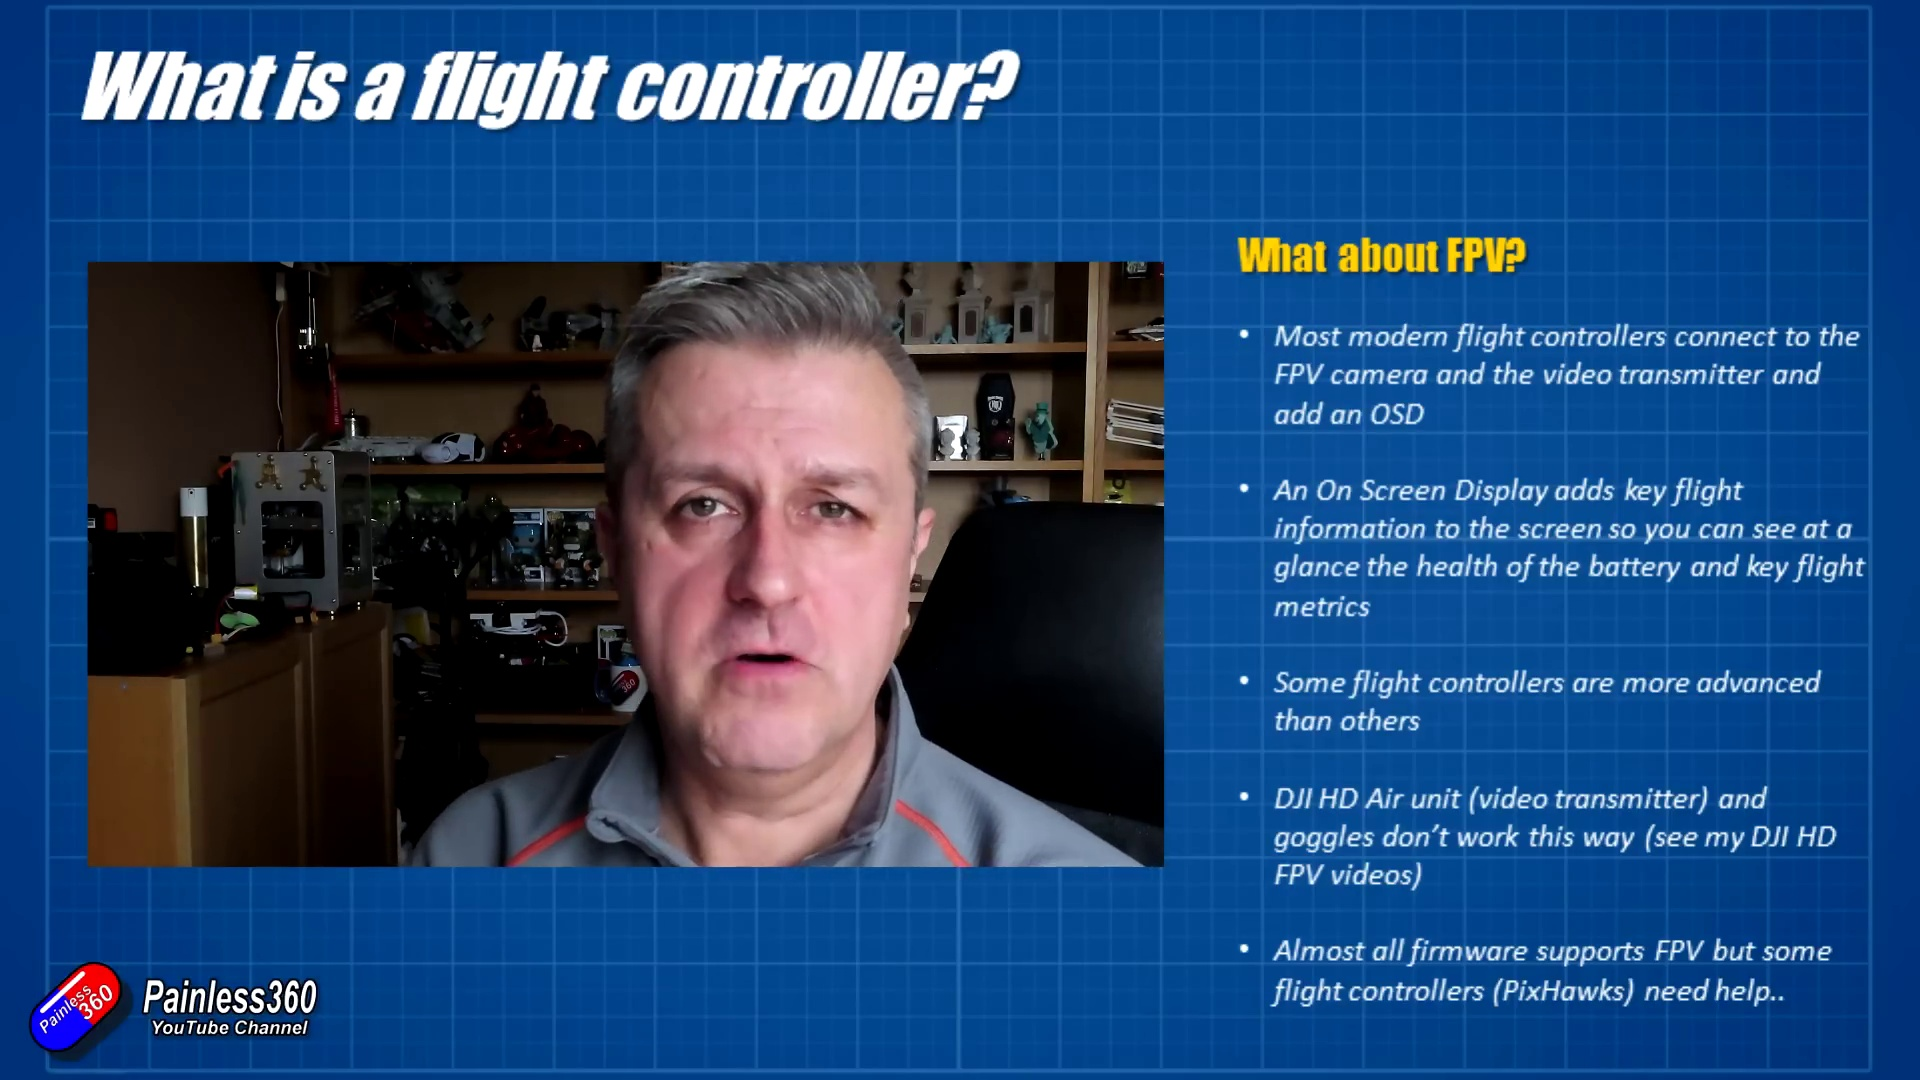 What is a flight controller?
What about FPV?
• Most modern flight controllers connect to the
FPV camera and the video transmitter and
add an OSD
• An On Screen Display adds key flight
information to the screen so you can see at a
glance the health of the battery and key flight
metrics
• Some flight controllers are more advanced
than others
• DJI HD Air unit (video transmitter) and
goggles don’t work this way (see my DJI HD
FPV videos)
• Almost all firmware supports FPV but some
flight controllers (PixHawks) need help..
360
Painless
360
Painless360
YouTube Channel